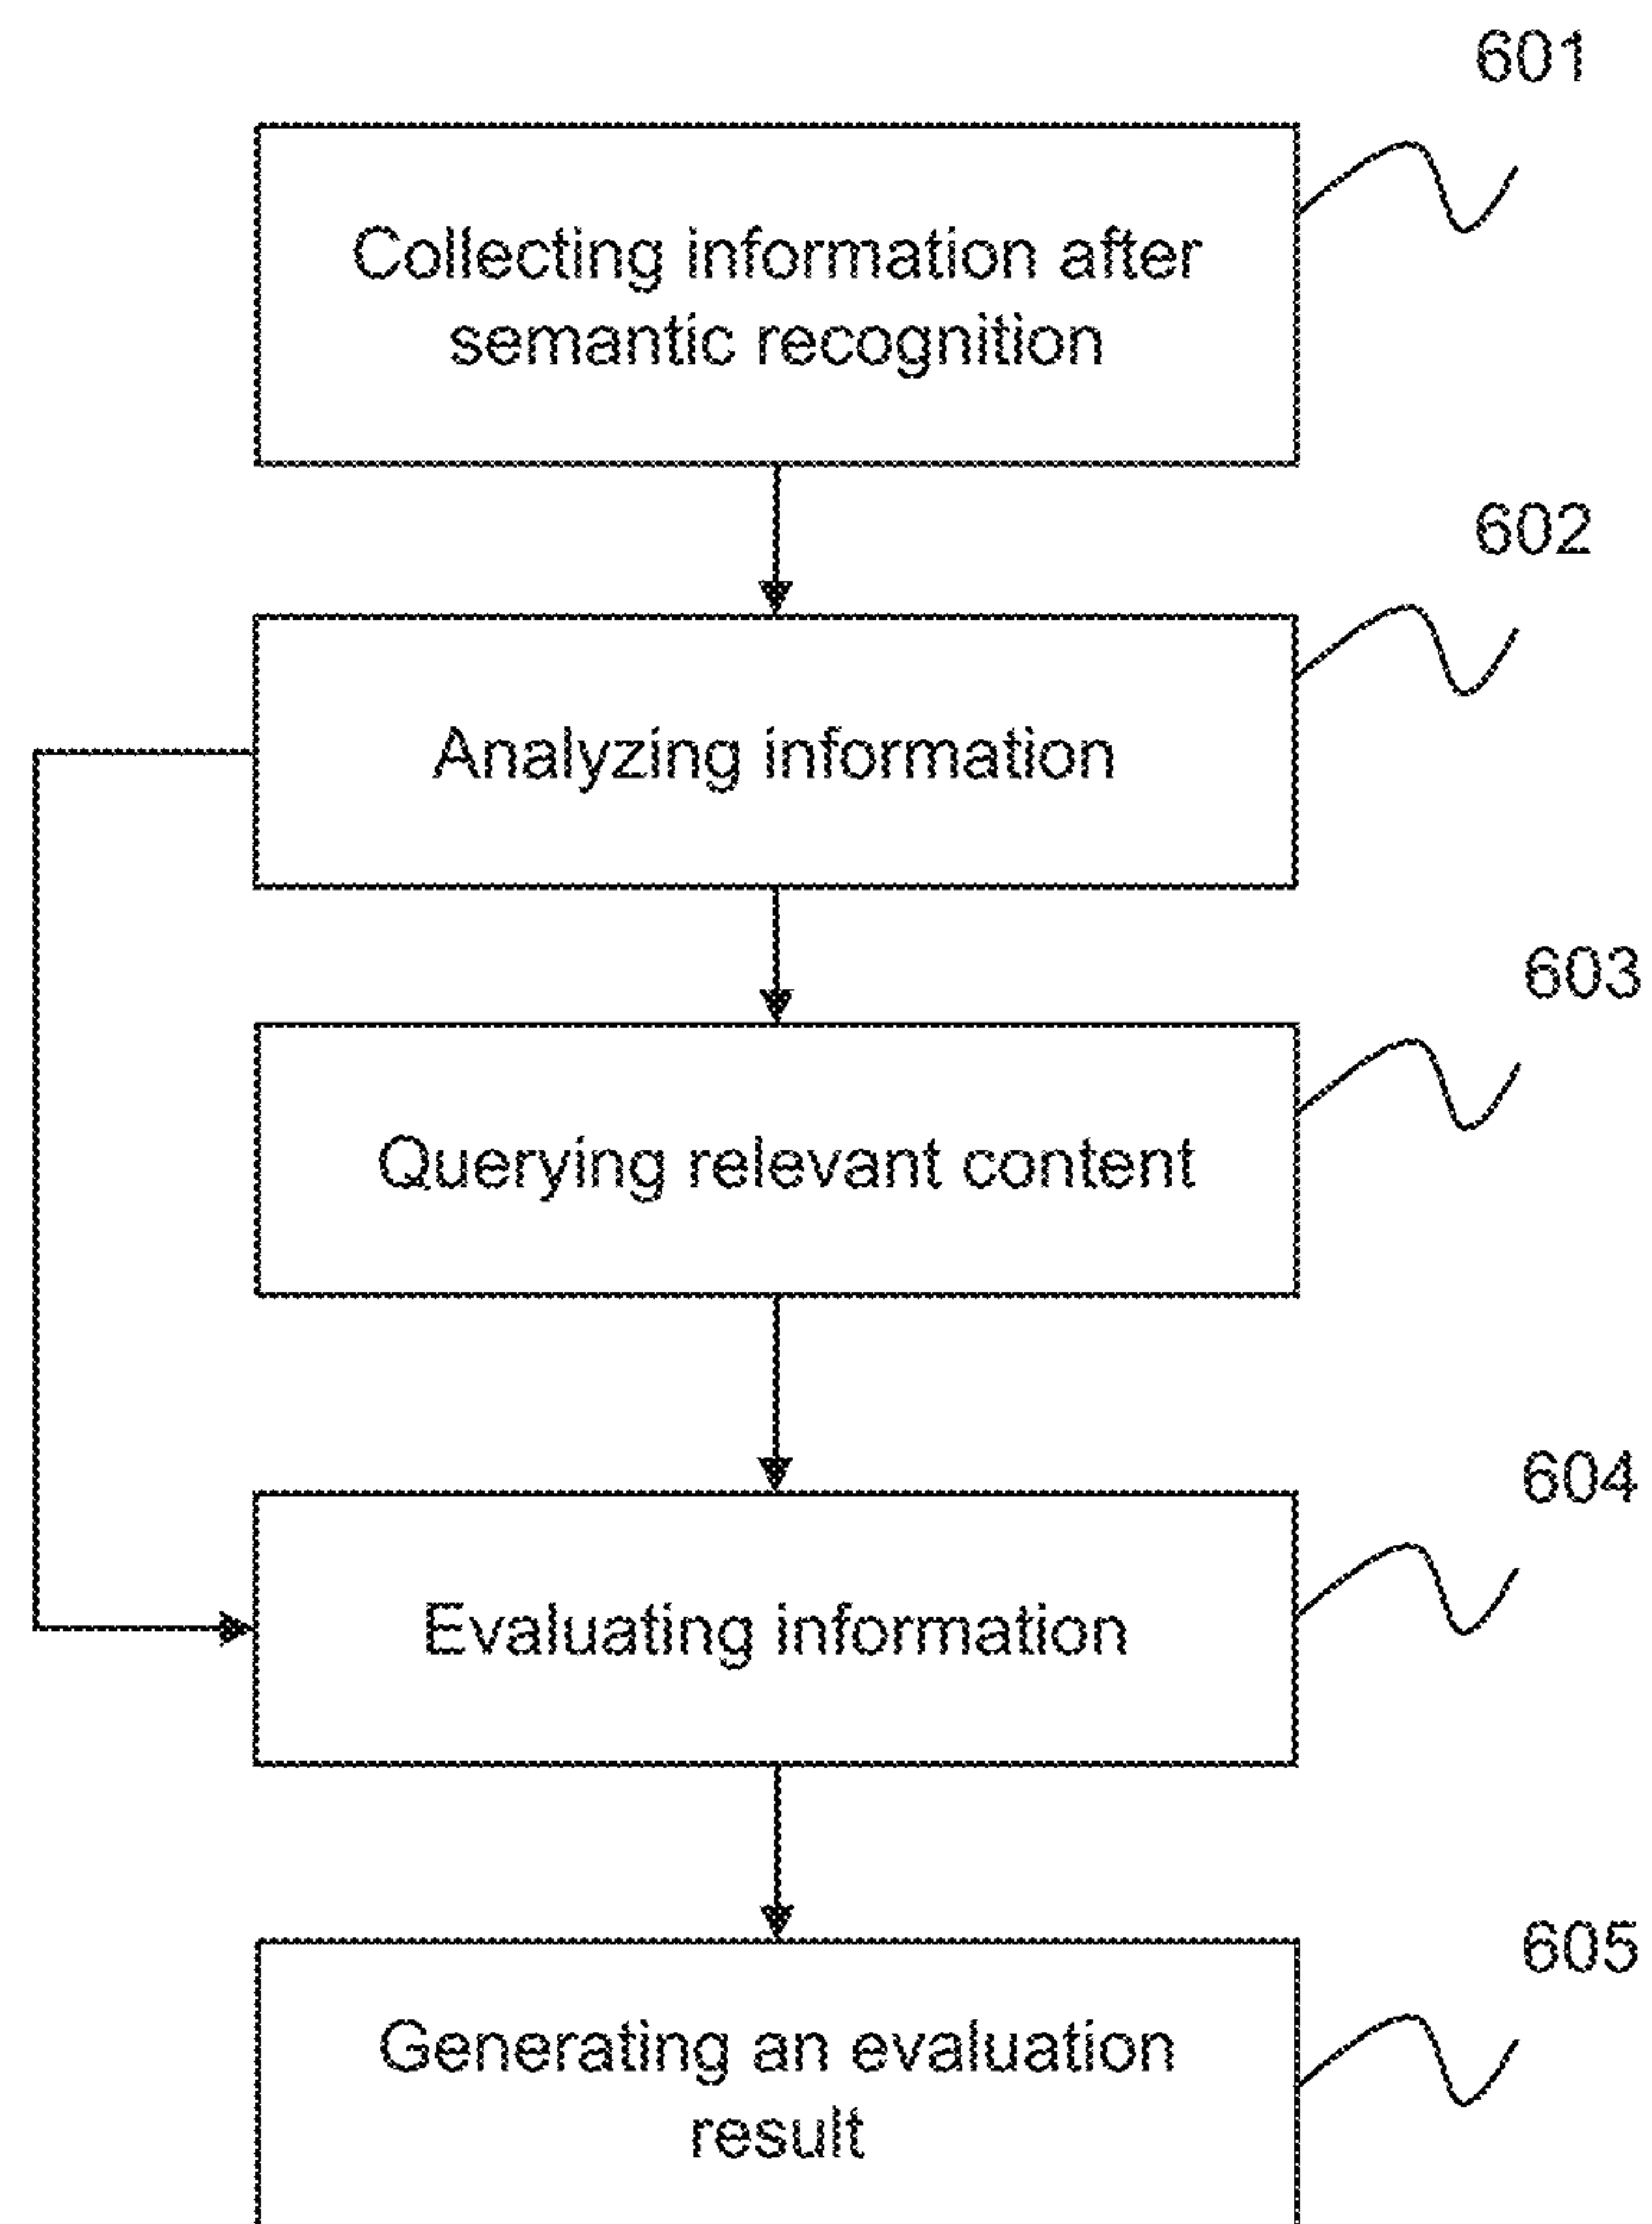 601
Collecting information after
semantic recognition
602
Analyzing information
603
Querying relevant content
604
Evaluating information
605
Generating an evaluation
result